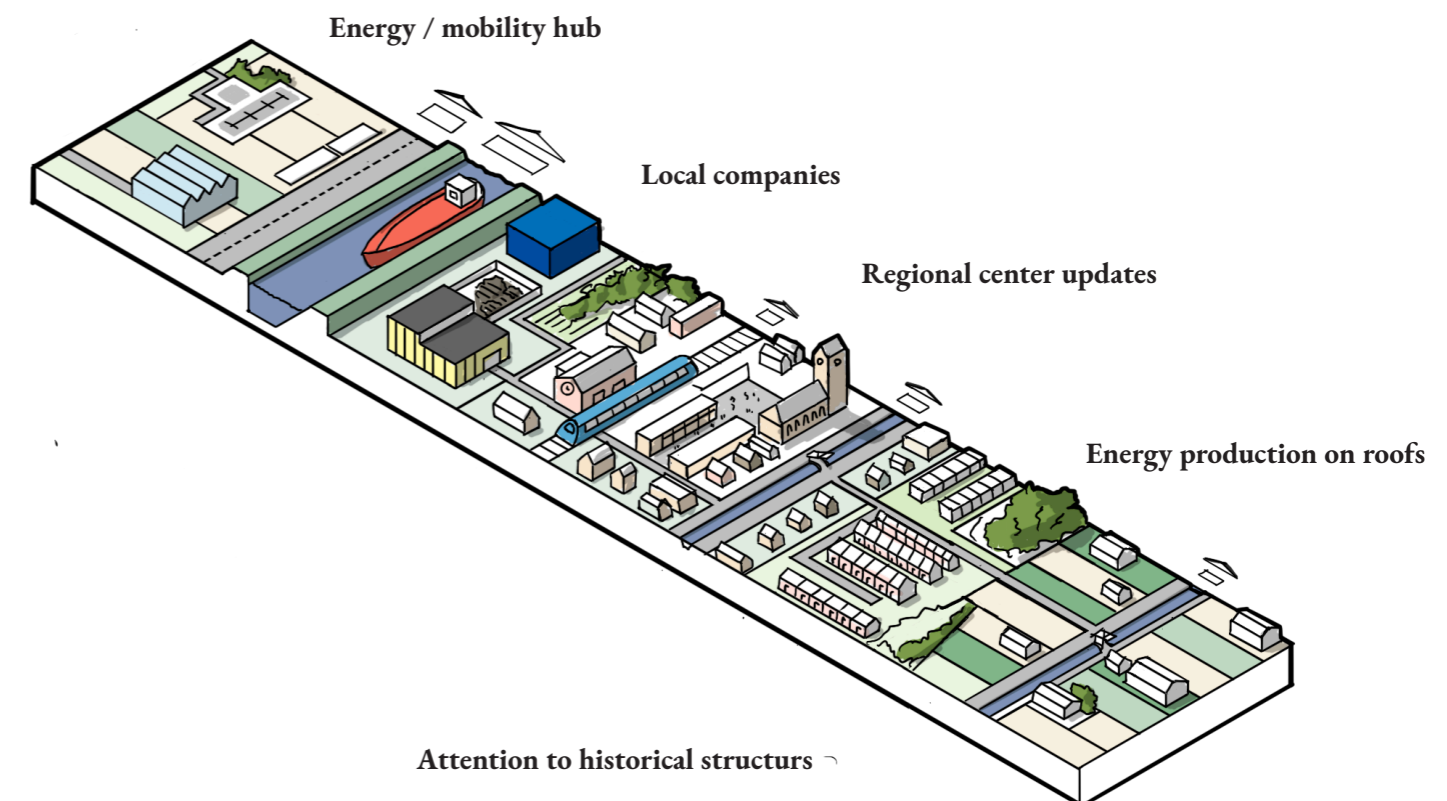 Energy / mobility hub
Local companies
Regional center updates
Energy production on roofs
Attention to historical structurs